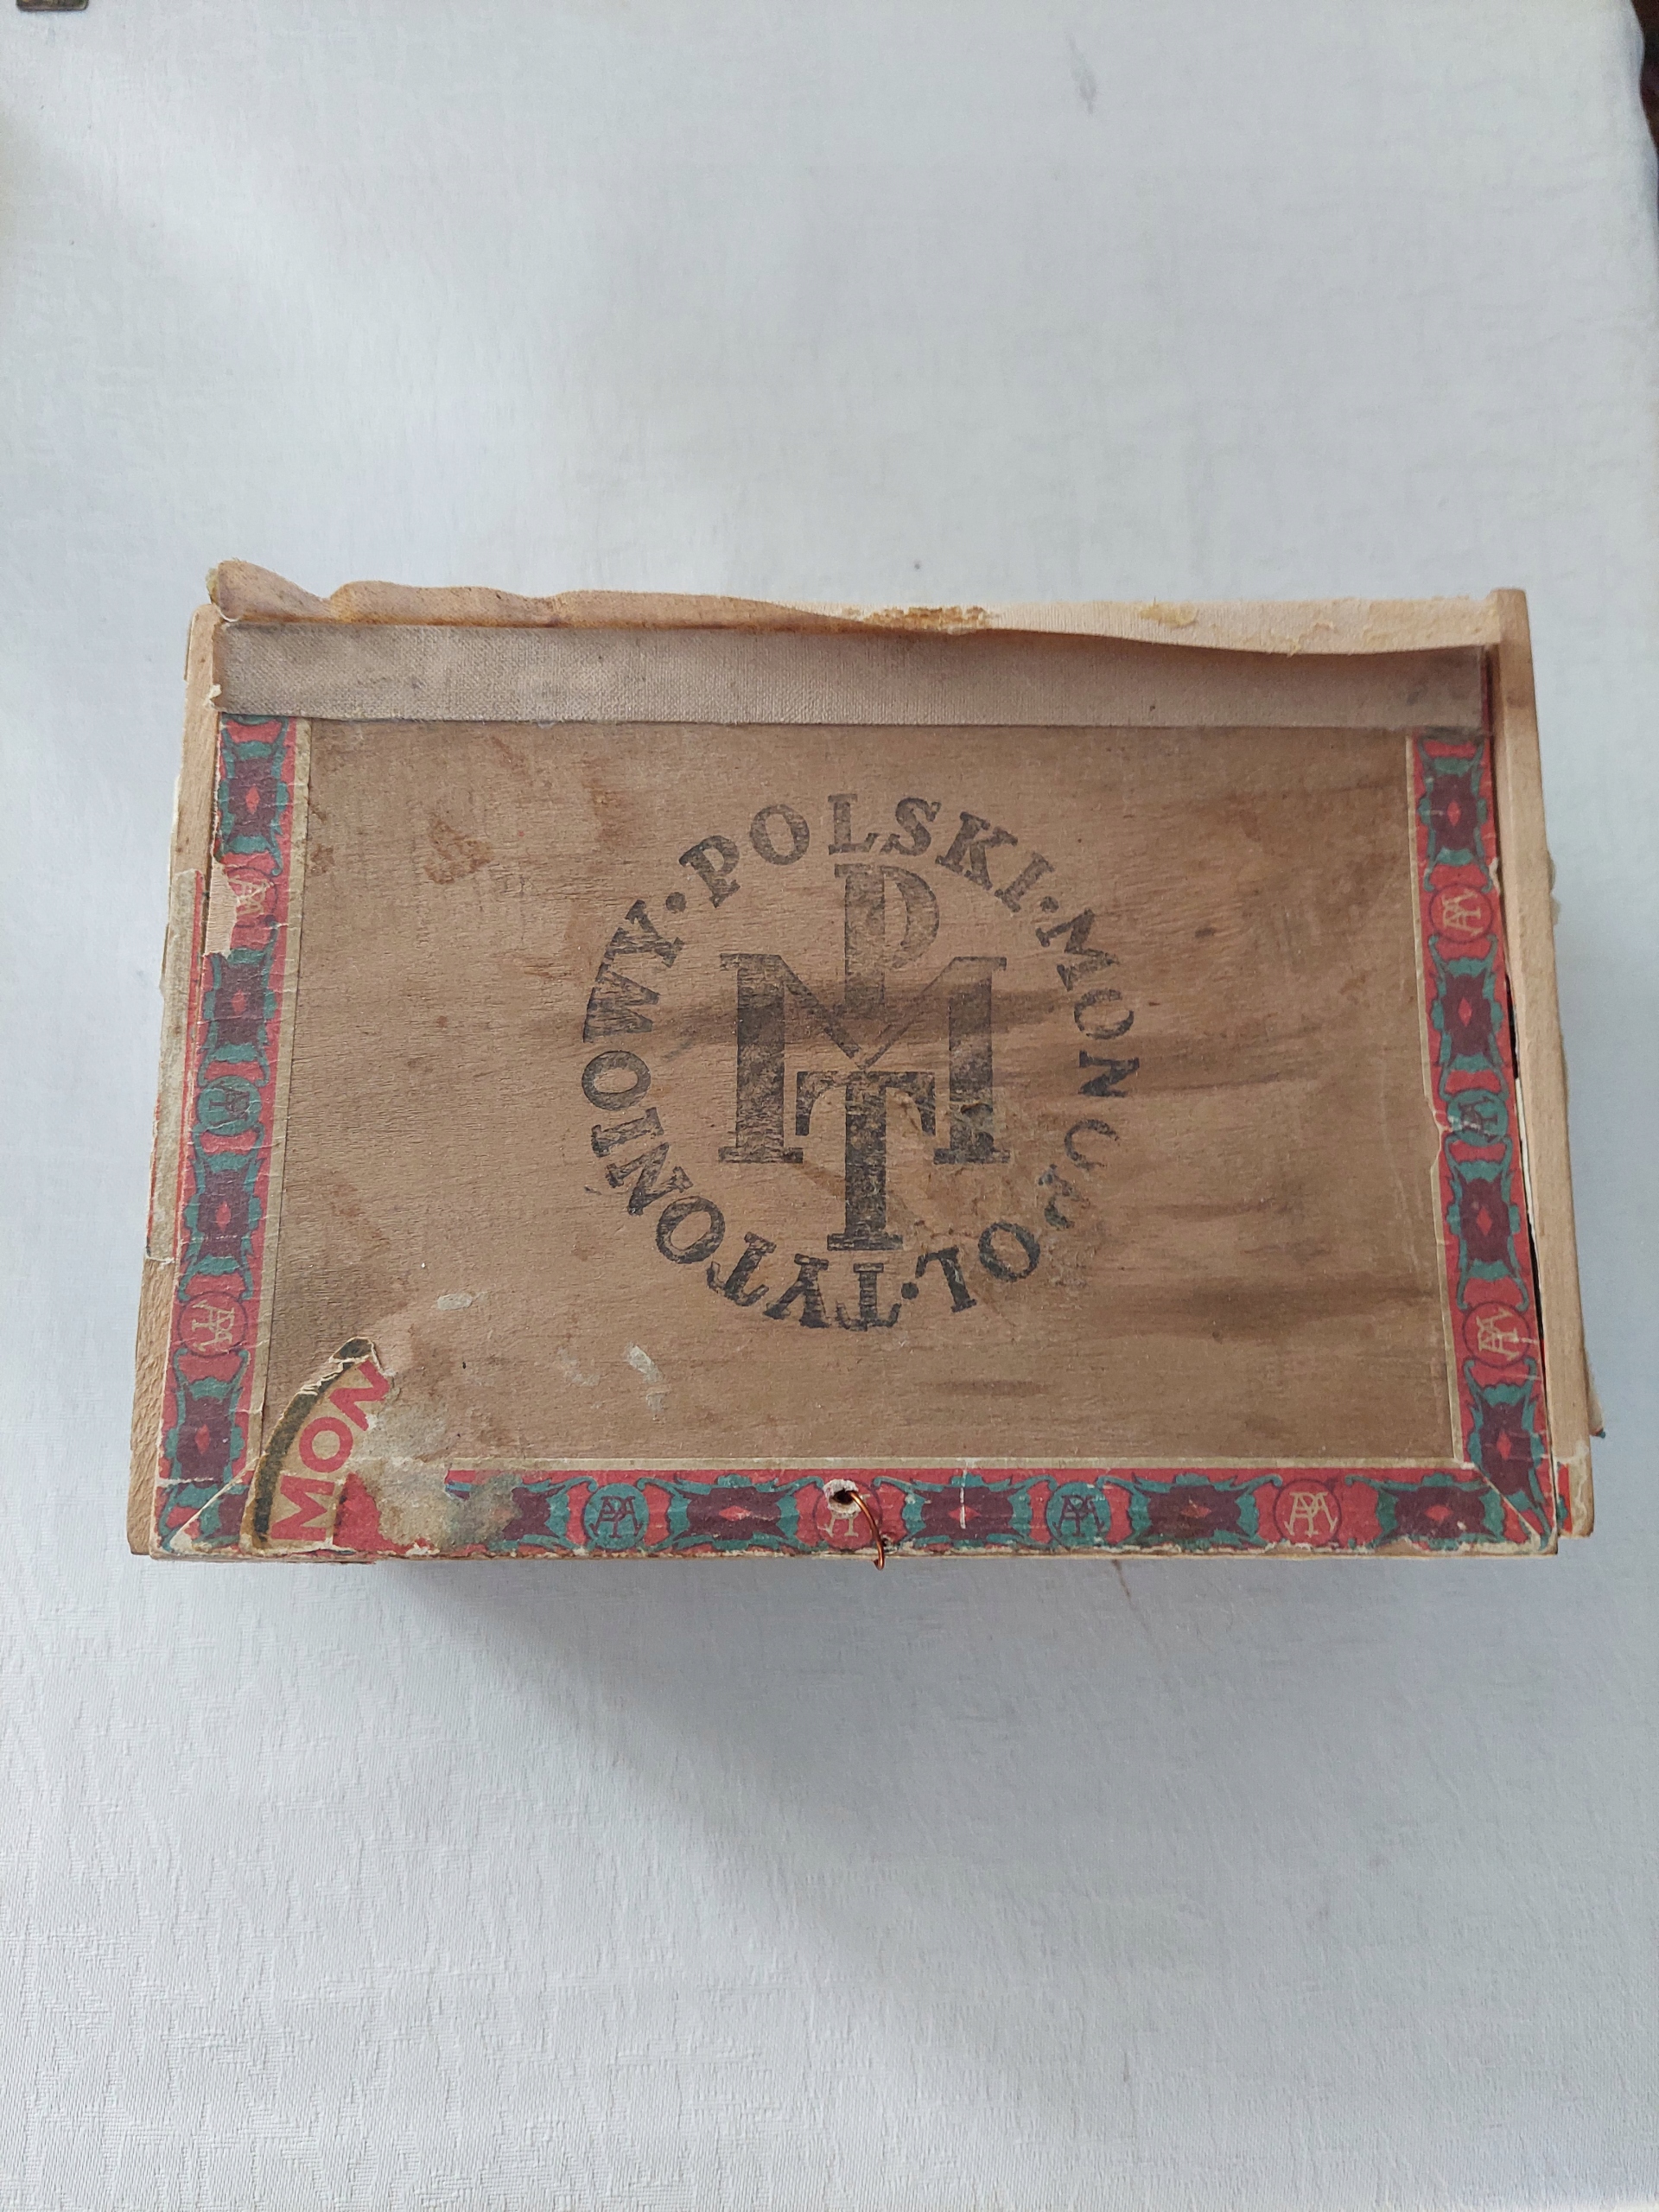 POLSKI · MONOPOL · TYTONIOWY ·
PMT
MON